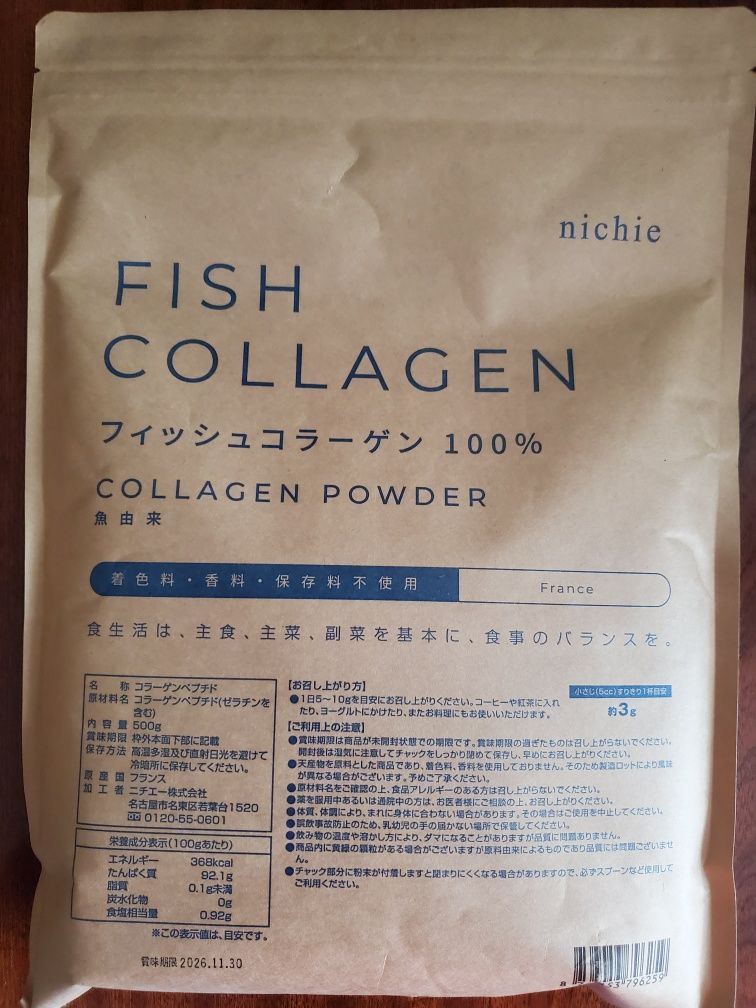 nichie
FISH
COLLAGEN
フィッシュコラーゲン 100%
COLLAGEN POWDER
魚由来
着色料・香料・保存料不使用
France
食生活は、主食、主菜、副菜を基本に、食事のバランスを。
名 称 コラーゲンペプチド
原材料名 コラーゲンペプチド(ゼラチンを
含む)
内容量 500g
賞味期限 枠外本面下部に記載
保存方法 高温多湿及び直射日光を避けて
冷暗所に保存してください。
原産国 フランス
加工者 ニチエー株式会社
名古屋市名東区若葉台1520
☎ 0120-55-0601
栄養成分表示(100gあたり)
エネルギー 368kcal
たんぱく質 92.1g
脂質 0.1g未満
炭水化物 0g
食塩相当量 0.92g
※この表示値は、目安です。
賞味期限 2026.11.30
【お召し上がり方】
●1日5~10gを目安にお召し上がりください。コーヒーや紅茶に入れ
たり、ヨーグルトにかけたり、またお料理にもお使いいただけます。
小さじ(5cc)すりきり1杯目安
約3g
【ご利用上の注意】
●賞味期限は商品が未開封状態での期限です。賞味期限の過ぎたものは召し上がらないでください。
開封後は湿気に注意してチャックをしっかり閉めて保存し、早めにお召し上がりください。
●天産物を原料とした商品であり、着色料、香料を使用しておりません。そのため製造ロットにより風味
が異なる場合がございます。予めご了承ください。
●原材料名をご確認の上、食品アレルギーのある方は召し上がらないでください。
●薬を服用中あるいは通院中の方は、お医者様にご相談の上、お召し上がりください。
●体質、体調により、まれに身体に合わない場合があります。その場合はご使用を中止してください。
●誤飲事故防止のため、乳幼児の手の届かない場所で保管してください。
●飲み物の温度や溶かし方により、ダマになることがありますが品質に問題ありません。
●商品内に黄緑の顆粒がある場合がございますが原料由来によるものであり品質には問題ございませ
ん。
●チャック部分に粉末が付着しますと閉まりにくくなる場合がありますので、必ずスプーンなど使用して
ご利用ください。